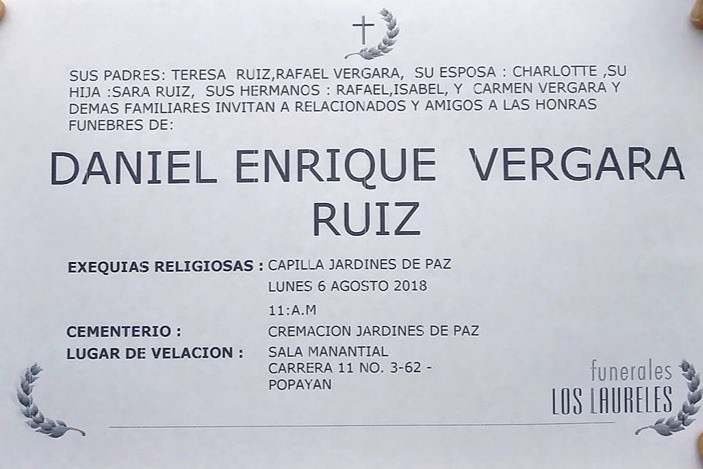 SUS PADRES: TERESA RUIZ,RAFAEL VERGARA, SU ESPOSA : CHARLOTTE ,SU
HIJA :SARA RUIZ, SUS HERMANOS : RAFAEL,ISABEL, Y CARMEN VERGARA Y
DEMAS FAMILIARES INVITAN A RELACIONADOS Y AMIGOS A LAS HONRAS
FUNEBRES DE:
DANIEL ENRIQUE VERGARA
RUIZ
EXEQUIAS RELIGIOSAS : CAPILLA JARDINES DE PAZ
LUNES 6 AGOSTO 2018
11:A.M
CEMENTERIO : CREMACION JARDINES DE PAZ
LUGAR DE VELACION : SALA MANANTIAL
CARRERA 11 NO. 3-62 -
POPAYAN
funerales
LOS LAURELES